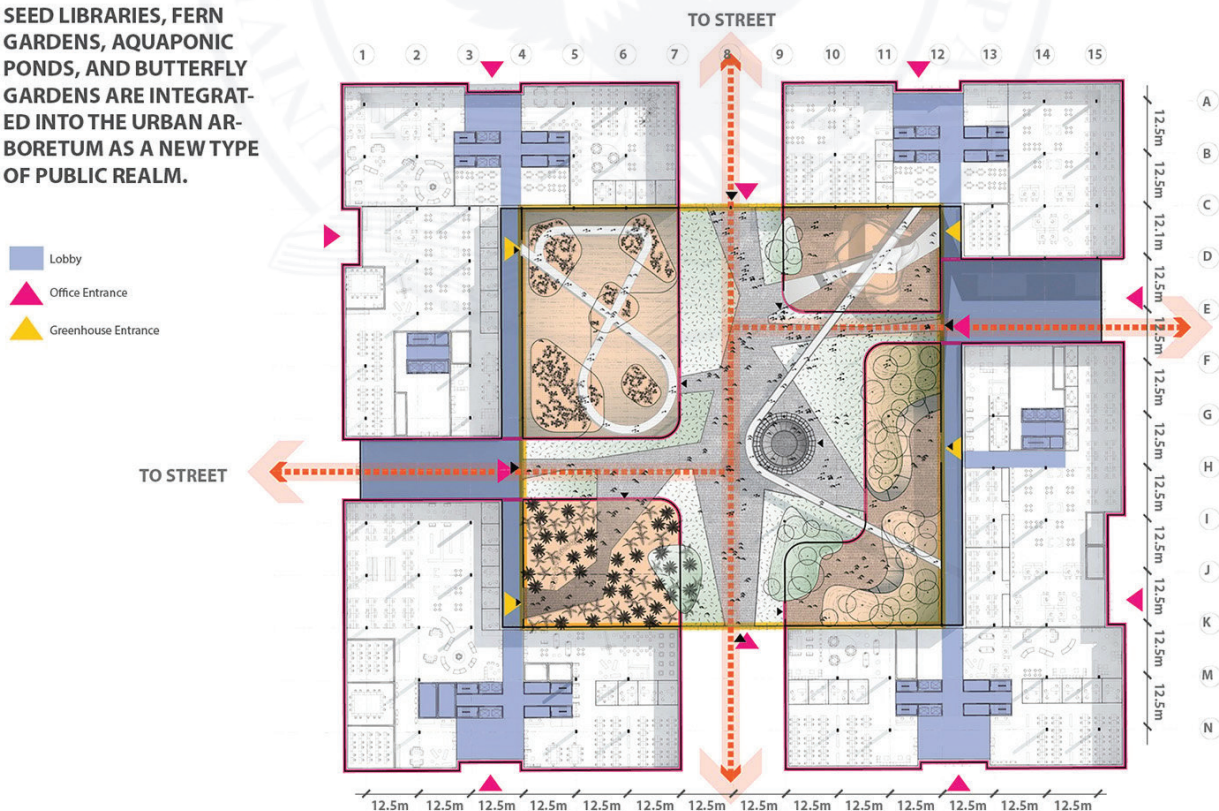 SEED LIBRARIES, FERN
GARDENS, AQUAPONIC
PONDS, AND BUTTERFLY
GARDENS ARE INTEGRAT-
ED INTO THE URBAN AR-
BORETUM AS A NEW TYPE
OF PUBLIC REALM.
Lobby
Office Entrance
Greenhouse Entrance
TO STREET
1 2 3 4 5 6 7 8 9 10 11 12 13 14 15
TO STREET
A
B
C
D
E
F
G
H
I
J
K
M
N
12.5m
12.5m
12.1m
12.5m
12.5m
12.5m
12.5m
12.5m
12.5m
12.5m
12.5m
12.5m
12.5m 12.5m 12.5m 12.5m 12.5m 12.5m 12.5m 12.5m 12.5m 12.5m 12.5m 12.5m 12.5m 12.5m